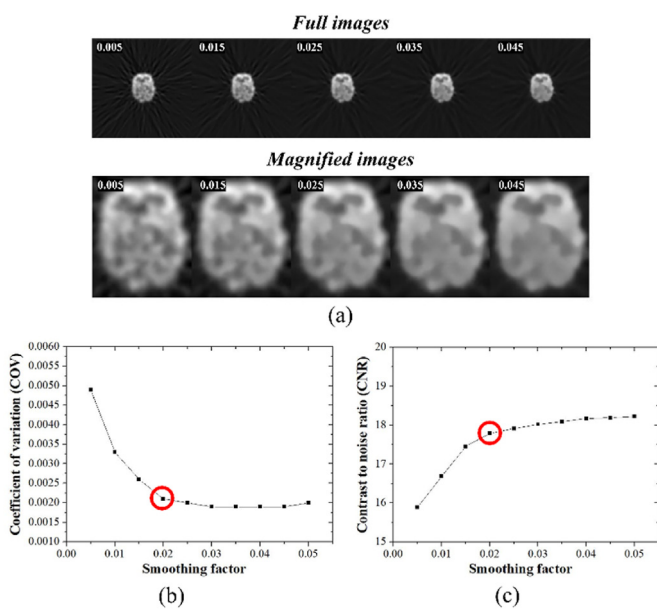 Full images
0.005 0.015 0.025 0.035 0.045
Magnified images
0.005 0.015 0.025 0.035 0.045
(a)
Coefficient of variation (COV)
0.0060
0.0055
0.0050
0.0045
0.0040
0.0035
0.0030
0.0025
0.0020
0.0015
0.0010
0.00 0.01 0.02 0.03 0.04 0.05
Smoothing factor
(b)
Contrast to noise ratio (CNR)
20
19
18
17
16
15
0.00 0.01 0.02 0.03 0.04 0.05
Smoothing factor
(c)